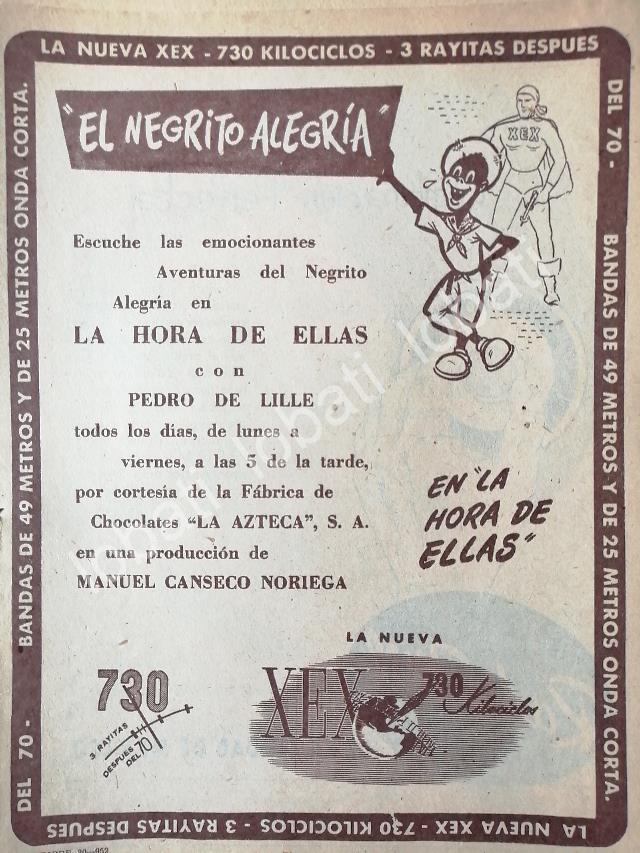 LA NUEVA XEX - 730 KILOCICLOS - 3 RAYITAS DESPUES
DEL 70 -
BANDAS DE 49 METROS Y DE 25 METROS ONDA CORTA.
"EL NEGRITO ALEGRÍA"
XEX
Escuche las emocionantes
Aventuras del Negrito
Alegría en
LA HORA DE ELLAS
con
PEDRO DE LILLE
todos los días, de lunes a
viernes, a las 5 de la tarde,
por cortesía de la Fábrica de
Chocolates "LA AZTECA", S. A.
en una producción de
MANUEL CANSECO NORIEGA
EN "LA
HORA DE
ELLAS"
730
3 RAYITAS
DESPUES
DEL 70
LA NUEVA
XEX
730 Kilociclos
LA NUEVA XEX - 730 KILOCICLOS - 3 RAYITAS DESPUES
DEL 70 -
BANDAS DE 49 METROS Y DE 25 METROS ONDA CORTA.
lobati lobati lobati